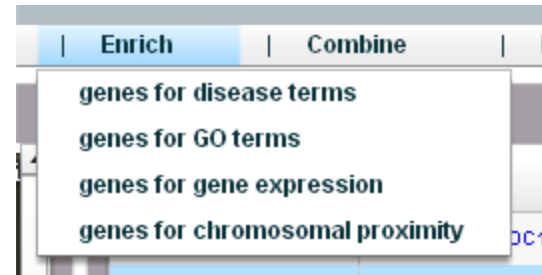 | Enrich | Combine |
genes for disease terms
genes for GO terms
genes for gene expression
genes for chromosomal proximity